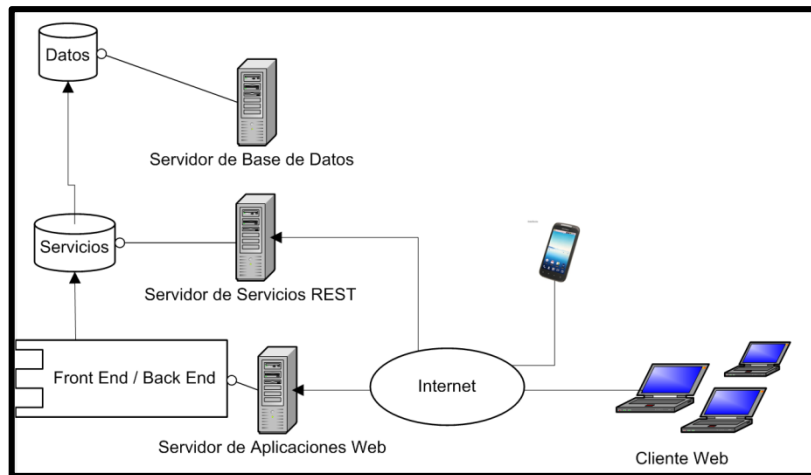 Datos
Servidor de Base de Datos
Servicios
Servidor de Servicios REST
Front End / Back End
Internet
Servidor de Aplicaciones Web
Cliente Web